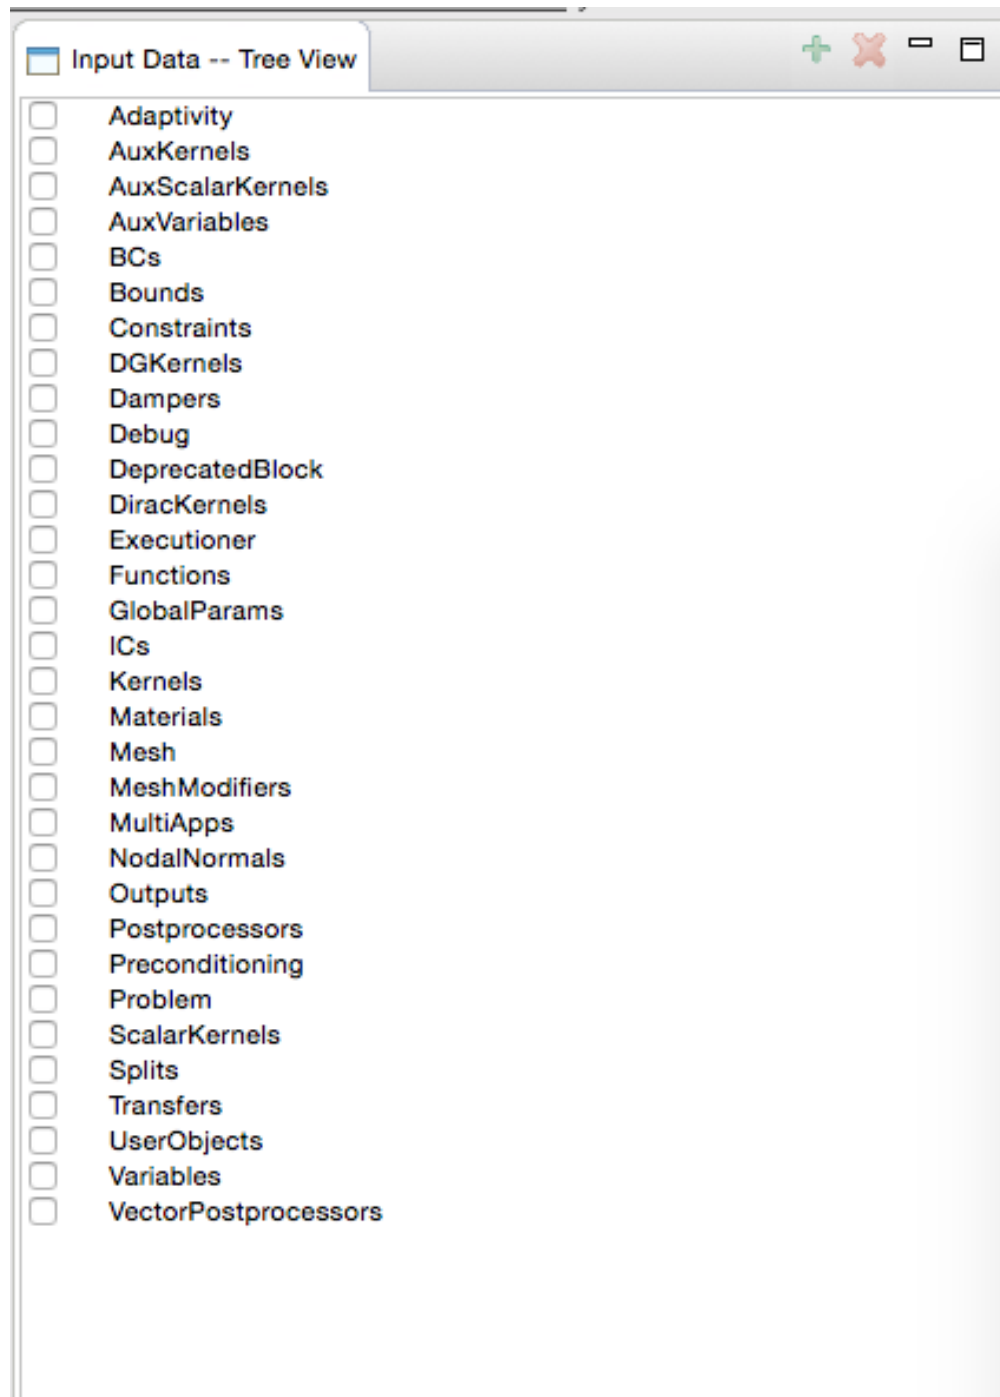 Input Data -- Tree View
Adaptivity
AuxKernels
AuxScalarKernels
AuxVariables
BCs
Bounds
Constraints
DGKernels
Dampers
Debug
DeprecatedBlock
DiracKernels
Executioner
Functions
GlobalParams
ICs
Kernels
Materials
Mesh
MeshModifiers
MultiApps
NodalNormals
Outputs
Postprocessors
Preconditioning
Problem
ScalarKernels
Splits
Transfers
UserObjects
Variables
VectorPostprocessors